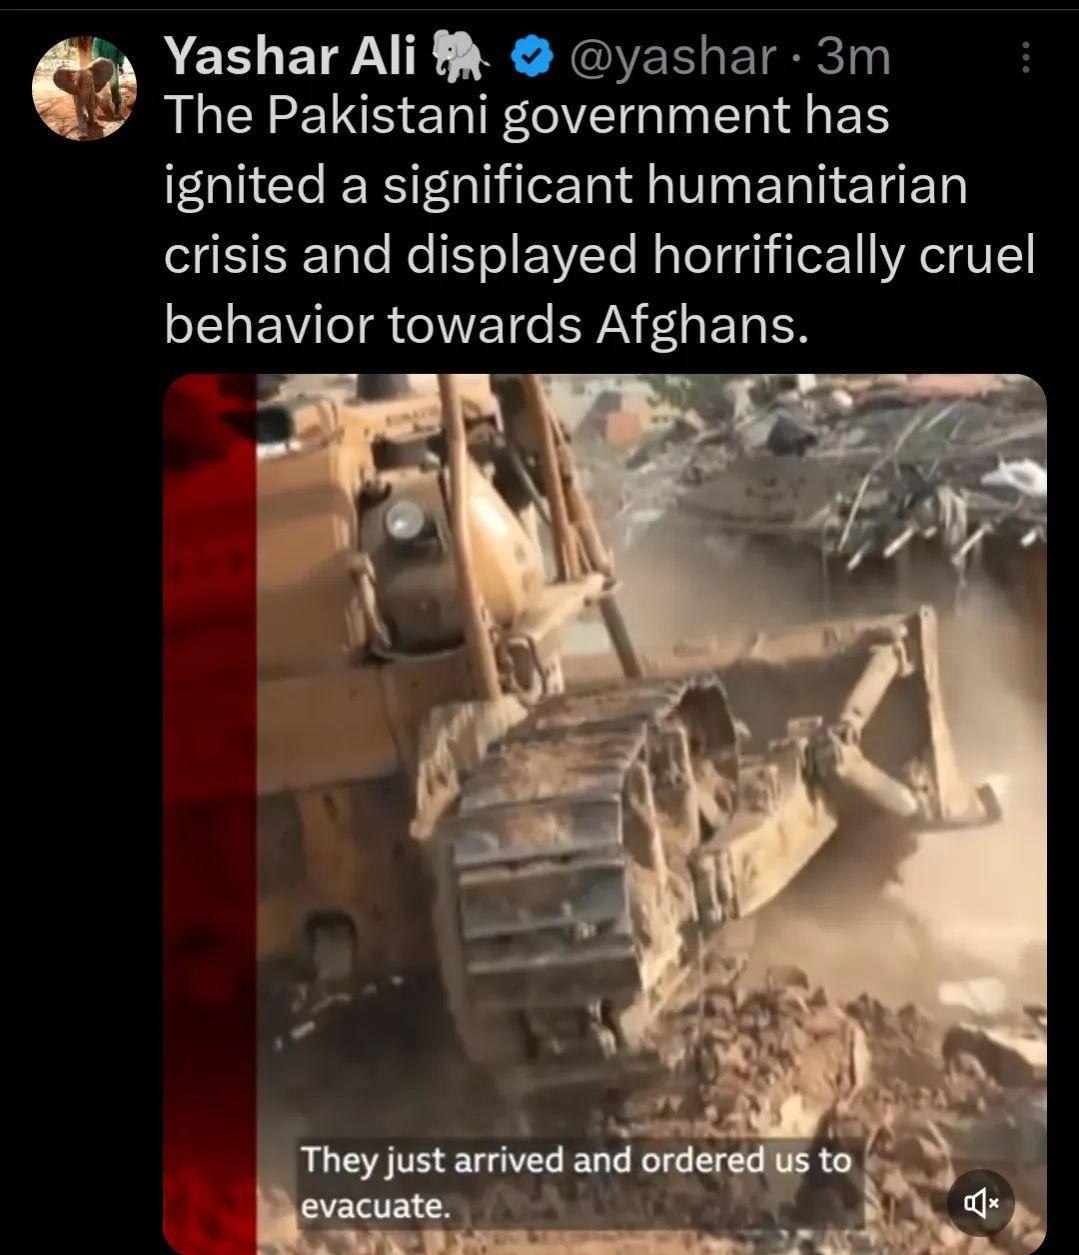 Yashar Ali 🐘 @yashar · 3m
The Pakistani government has
ignited a significant humanitarian
crisis and displayed horrifically cruel
behavior towards Afghans.
They just arrived and ordered us to
evacuate.